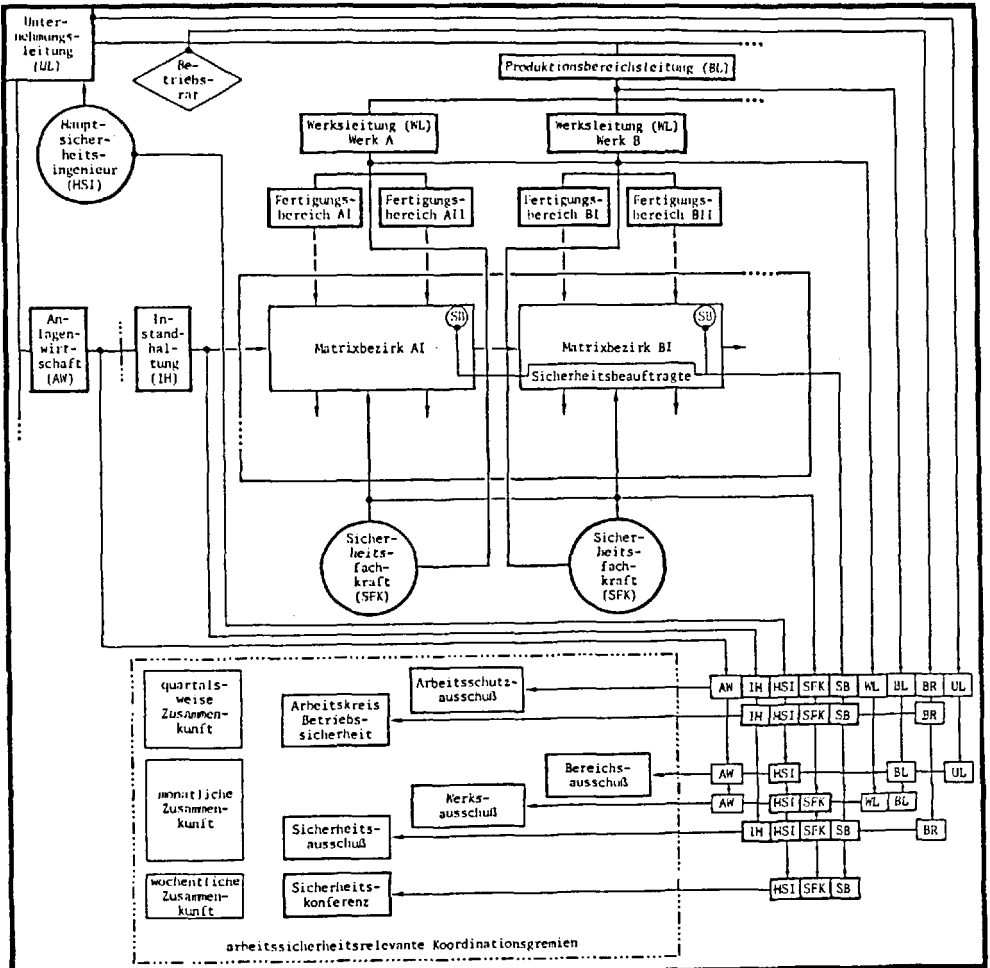 Unter-
nehmungs-
leitung
(UL)
Be-
triebs-
rar
Produktionsbereichsleitung (BL)
Haupt-
sicher-
heits-
ingenieur
(HSI)
Werksleitung (WL)
Werk A
Werksleitung (WL)
Werk B
Fertigungs-
bereich AI
Fertigungs-
bereich AII
Fertigungs-
bereich BI
Fertigungs-
bereich BII
An-
lagen-
wirt-
schaft
(AW)
In-
stand-
hal-
tung
(IH)
SB
Matrixbezirk AI
SB
Matrixbezirk BI
Sicherheitsbeauftragte
Sicher-
heits-
fach-
kraft
(SFK)
Sicher-
heits-
fach-
kraft
(SFK)
quartals-
weise
Zusammen-
kunft
Arbeitsschutz-
ausschuß
AW IH HSI SFK SB WL BL BR UL
Arbeitskreis
Betriebs-
sicherheit
IH HSI SFK SB BR
monatliche
Zusammen-
kunft
Bereichs-
ausschuß
AW HSI BL UL
Werks-
ausschuß
AW HSI SFK WL BL
Sicherheits-
ausschuß
IH HSI SFK SB BR
wöchentliche
Zusammen-
kunft
Sicherheits-
konferenz
HSI SFK SB
arbeitssicherheitsrelevante Koordinationsgremien